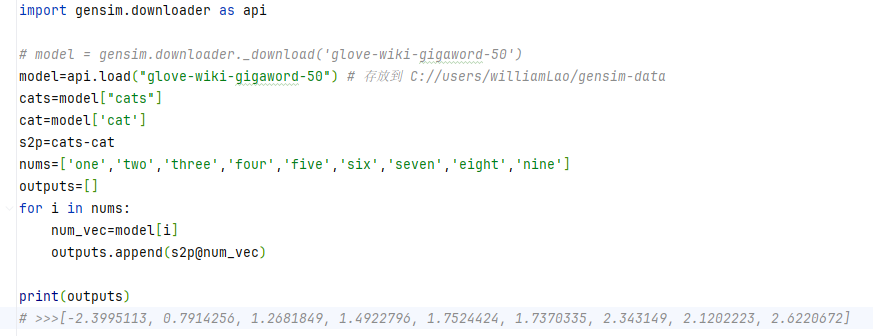 import gensim.downloader as api
# model = gensim.downloader._download('glove-wiki-gigaword-50')
model=api.load("glove-wiki-gigaword-50") # 存放到 C://users/williamLao/gensim-data
cats=model["cats"]
cat=model['cat']
s2p=cats-cat
nums=['one','two','three','four','five','six','seven','eight','nine']
outputs=[]
for i in nums:
    num_vec=model[i]
    outputs.append(s2p@num_vec)
print(outputs)
# >>>[-2.3995113, 0.7914256, 1.2681849, 1.4922796, 1.7524424, 1.7370335, 2.343149, 2.1202223, 2.6220672]